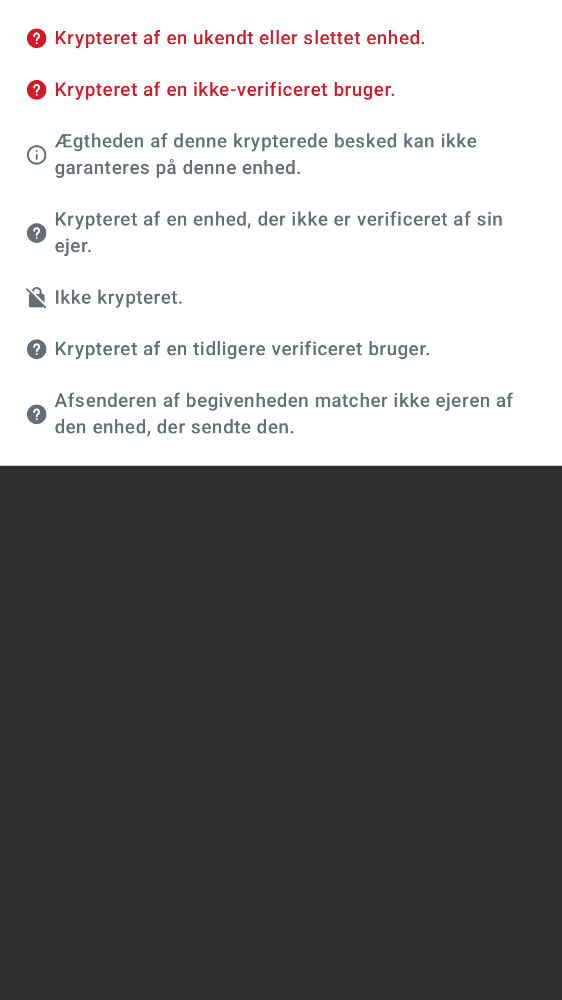 Krypteret af en ukendt eller slettet enhed.
Krypteret af en ikke-verificeret bruger.
Ægtheden af denne krypterede besked kan ikke
garanteres på denne enhed.
Krypteret af en enhed, der ikke er verificeret af sin
ejer.
Ikke krypteret.
Krypteret af en tidligere verificeret bruger.
Afsenderen af begivenheden matcher ikke ejeren af
den enhed, der sendte den.